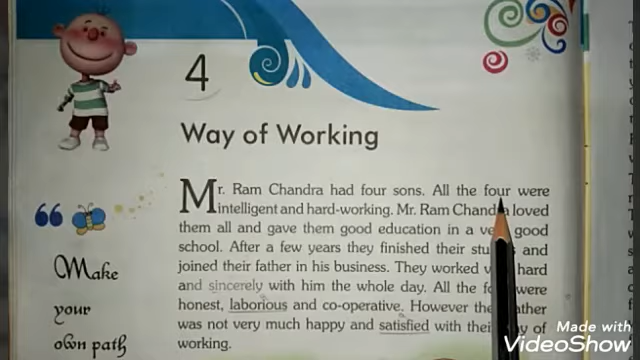 4
Way of Working
Mr. Ram Chandra had four sons. All the four were
intelligent and hard-working. Mr. Ram Chandra loved
them all and gave them good education in a good
school. After a few years they finished their and
joined their father in his business. They worked hard
and sincerely with him the whole day. All the were
honest, laborious and co-operative. However the
was not very much happy and satisfied with of
working.
Make
your
own path
Made with
VideoShow